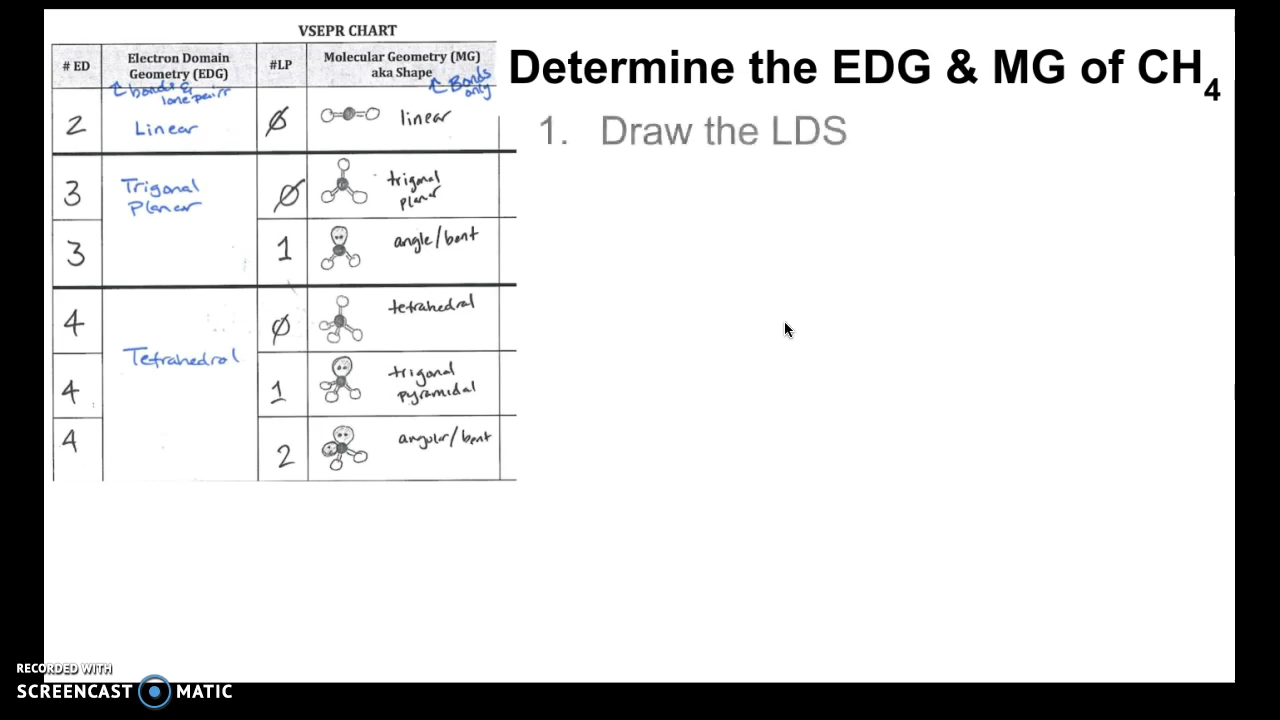 VSEPR CHART
# ED
Electron Domain
Geometry (EDG)
↑ bonds &
lone pairs
#LP
Molecular Geometry (MG)
aka Shape
↑ Bonds
only
2
Linear
Ø
linear
3
Trigonal
Planar
Ø
trigonal
planar
3
1
angle/bent
4
Tetrahedral
Ø
tetrahedral
4
1
trigonal
pyramidal
4
2
angular/bent
Determine the EDG & MG of CH4
1. Draw the LDS
RECORDED WITH
SCREENCAST MATIC